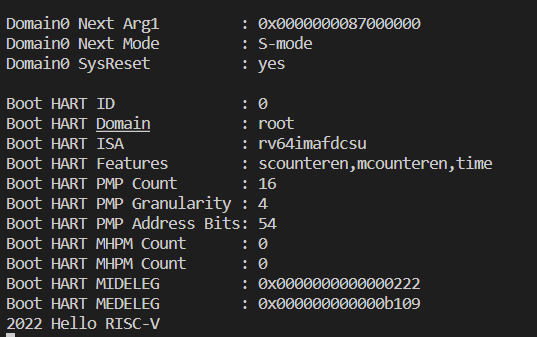 Domain0 Next Arg1         : 0x0000000087000000
Domain0 Next Mode         : S-mode
Domain0 SysReset          : yes

Boot HART ID              : 0
Boot HART Domain          : root
Boot HART ISA             : rv64imafdcsu
Boot HART Features        : scounteren,mcounteren,time
Boot HART PMP Count       : 16
Boot HART PMP Granularity : 4
Boot HART PMP Address Bits: 54
Boot HART MHPM Count      : 0
Boot HART MHPM Count      : 0
Boot HART MIDELEG         : 0x0000000000000222
Boot HART MEDELEG         : 0x000000000000b109
2022 Hello RISC-V